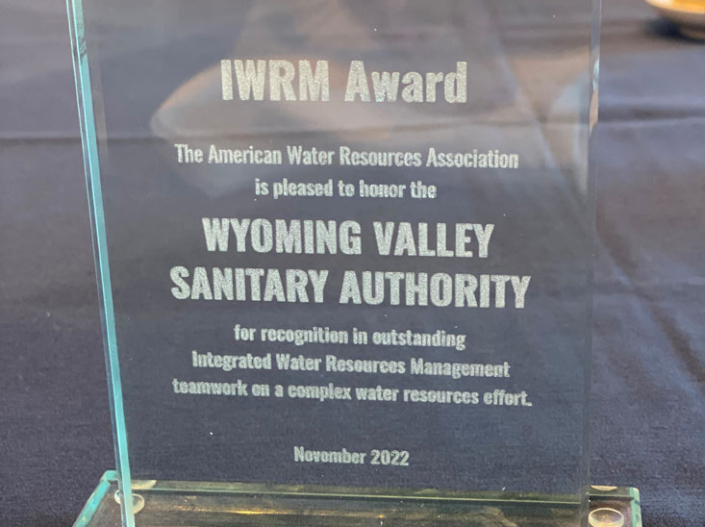 IWRM Award
The American Water Resources Association
is pleased to honor the
WYOMING VALLEY
SANITARY AUTHORITY
for recognition in outstanding
Integrated Water Resources Management
teamwork on a complex water resources effort.
November 2022